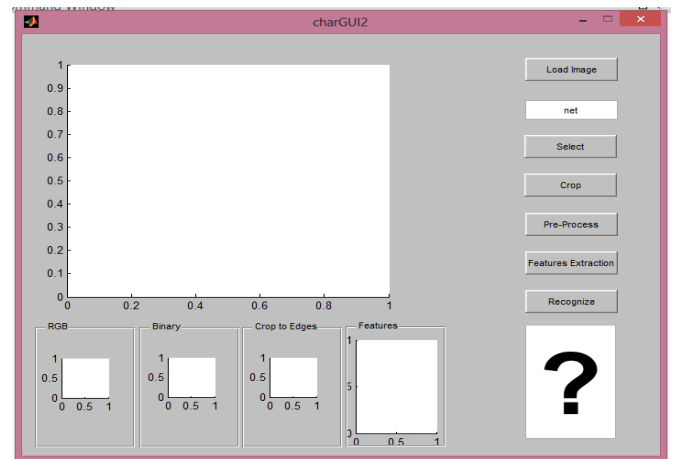 mmand Window
charGUI2
Load Image
net
Select
Crop
Pre-Process
Features Extraction
Recognize
?
1
0.9
0.8
0.7
0.6
0.5
0.4
0.3
0.2
0.1
0
0 0.2 0.4 0.6 0.8 1
RGB
1
0.5
0
0 0.5 1
Binary
1
0.5
0
0 0.5 1
Crop to Edges
1
0.5
0
0 0.5 1
Features
1
5
0
0 0.5 1